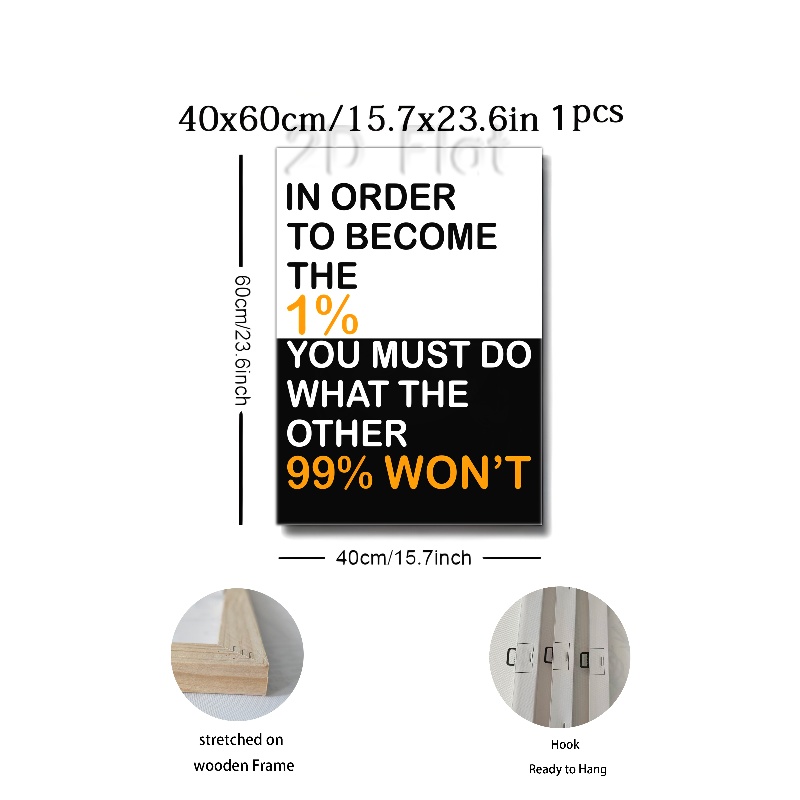 40x60cm/15.7x23.6in 1pcs
2D Flat
IN ORDER
TO BECOME
THE
1%
YOU MUST DO
WHAT THE
OTHER
99% WON'T
60cm/23.6inch
40cm/15.7inch
stretched on
wooden Frame
Hook
Ready to Hang